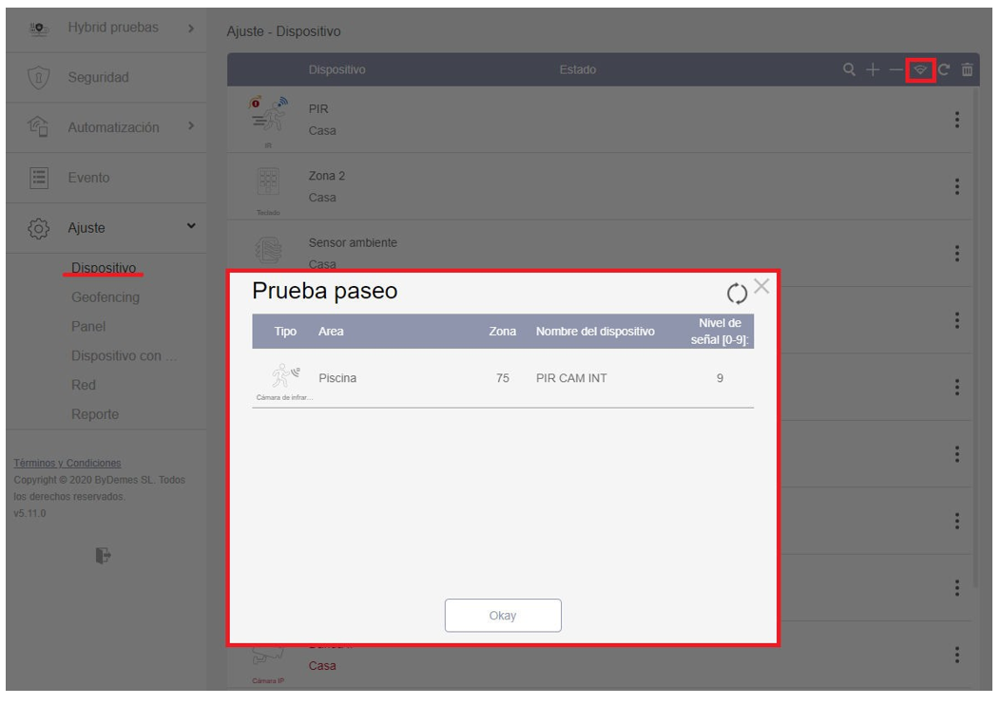 Hybrid pruebas
Seguridad
Automatización
Evento
Ajuste
Dispositivo
Geofencing
Panel
Dispositivo con ...
Red
Reporte
Términos y Condiciones
Copyright © 2020 ByDemes SL. Todos
los derechos reservados.
v5.11.0
Ajuste - Dispositivo
Dispositivo Estado
PIR
Casa
IR
Zona 2
Casa
Teclado
Sensor ambiente
Casa
Prueba paseo
Tipo Area Zona Nombre del dispositivo Nivel de
señal [0-9]:
Piscina 75 PIR CAM INT 9
Cámara de infrar...
Okay
Casa
Cámara IP